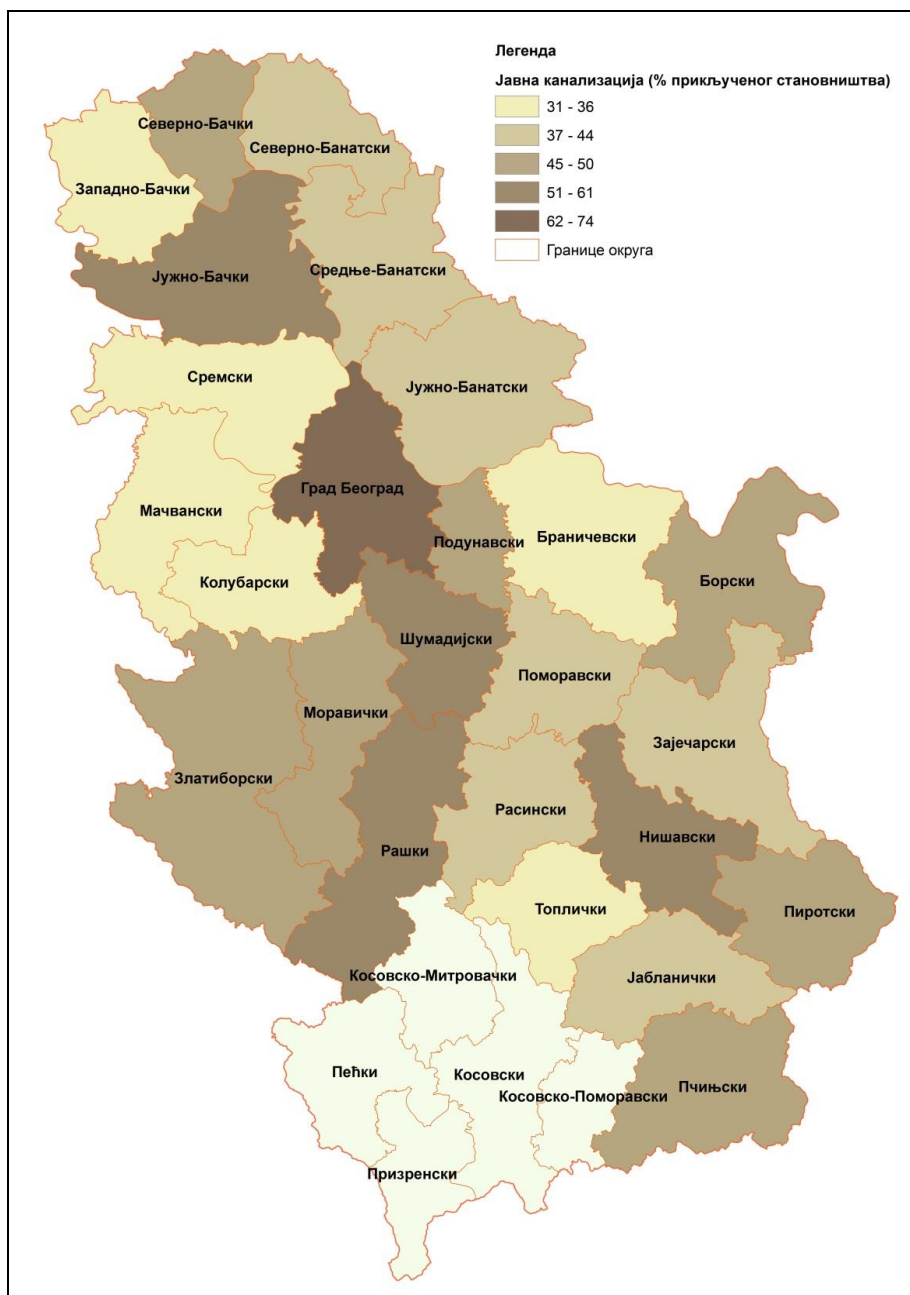 Легенда
Јавна канализација (% прикљученог становништва)
31 - 36
37 - 44
45 - 50
51 - 61
62 - 74
Границе округа
Северно-Бачки
Северно-Банатски
Западно-Бачки
Јужно-Бачки
Средње-Банатски
Сремски
Јужно-Банатски
Град Београд
Мачвански
Подунавски
Браничевски
Колубарски
Борски
Шумадијски
Поморавски
Моравички
Зајечарски
Златиборски
Расински
Нишавски
Рашки
Топлички
Пиротски
Косовско-Митровачки
Јабланички
Пећки
Косовски
Косовско-Поморавски
Пчињски
Призренски